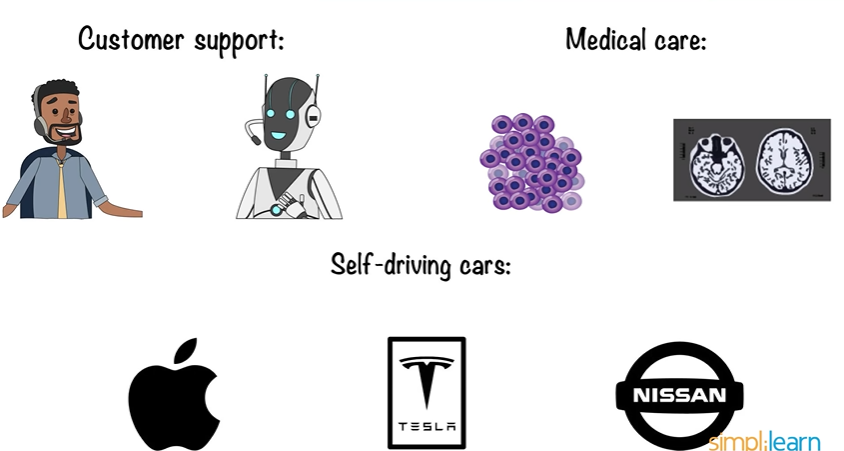 Customer support:
Medical care:
Self-driving cars:
TESLA
NISSAN
simplilearn